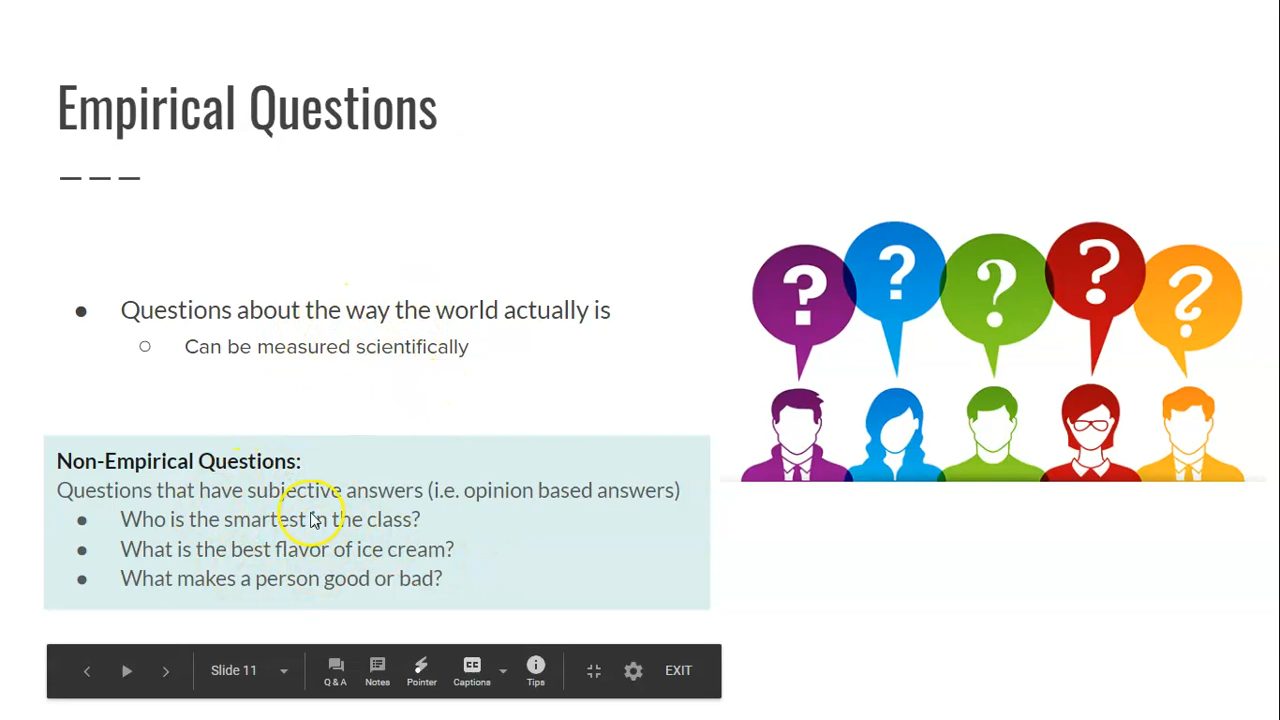 Empirical Questions
● Questions about the way the world actually is
○ Can be measured scientifically
? ? ? ? ?
Non-Empirical Questions:
Questions that have subjective answers (i.e. opinion based answers)
● Who is the smartest in the class?
● What is the best flavor of ice cream?
● What makes a person good or bad?
Slide 11
Q & A
Notes
Pointer
CC
Captions
Tips
EXIT